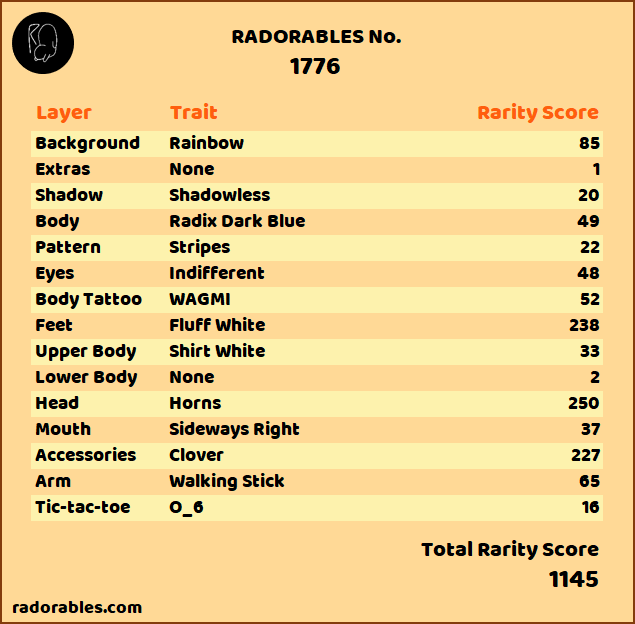 RADORABLES No.
1776
Layer Trait Rarity Score
Background Rainbow 85
Extras None 1
Shadow Shadowless 20
Body Radix Dark Blue 49
Pattern Stripes 22
Eyes Indifferent 48
Body Tattoo WAGMI 52
Feet Fluff White 238
Upper Body Shirt White 33
Lower Body None 2
Head Horns 250
Mouth Sideways Right 37
Accessories Clover 227
Arm Walking Stick 65
Tic-tac-toe O_6 16
Total Rarity Score
1145
radorables.com